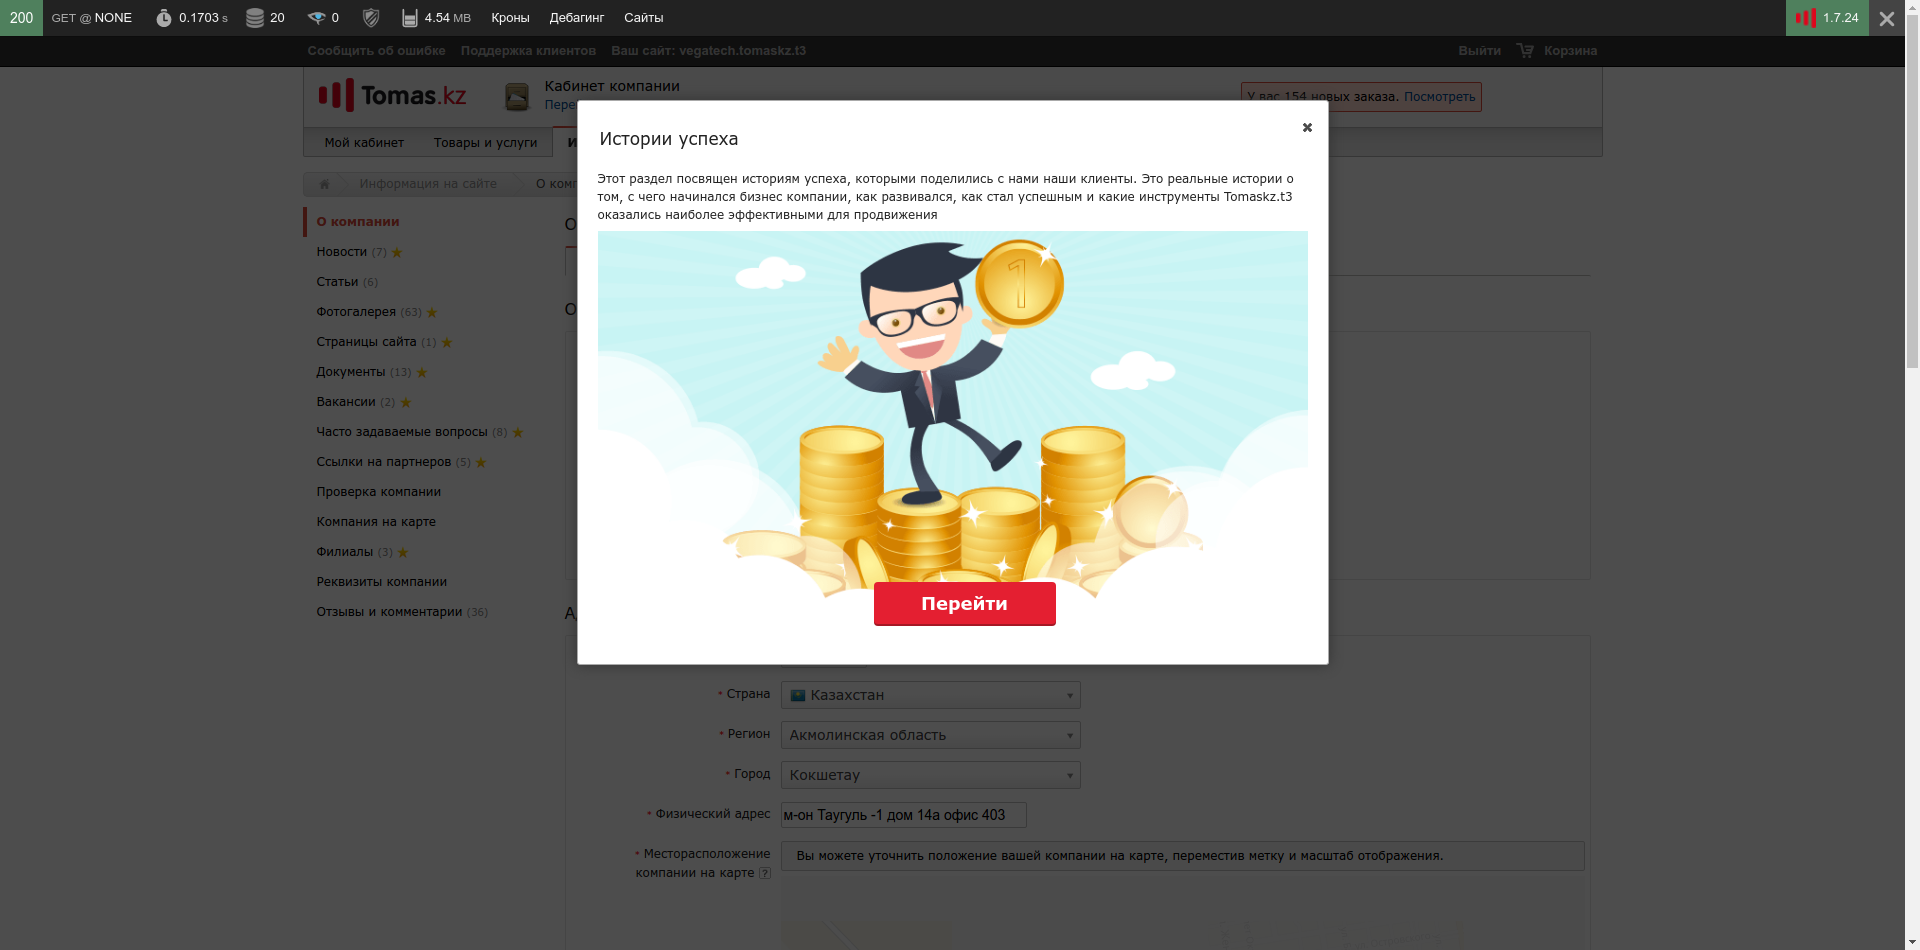 200 GET @ NONE 0.1703 s 20 0 4.54 MB Кроны Дебагинг Сайты 1.7.24
Сообщить об ошибке Поддержка клиентов Ваш сайт: vegatech.tomaskz.t3 Выйти Корзина
Tomas.kz
Кабинет компании
Пере
У вас 154 новых заказа. Посмотреть
Мой кабинет Товары и услуги И
Информация на сайте О комп
Истории успеха
Этот раздел посвящен историям успеха, которыми поделились с нами наши клиенты. Это реальные истории о
том, с чего начинался бизнес компании, как развивался, как стал успешным и какие инструменты Tomaskz.t3
оказались наиболее эффективными для продвижения
1
Перейти
О компании
Новости (7)
Статьи (6)
Фотогалерея (63)
Страницы сайта (1)
Документы (13)
Вакансии (2)
Часто задаваемые вопросы (8)
Ссылки на партнеров (5)
Проверка компании
Компания на карте
Филиалы (3)
Реквизиты компании
Отзывы и комментарии (36)
О
О
* Страна Казахстан
* Регион Акмолинская область
* Город Кокшетау
* Физический адрес м-он Таугуль -1 дом 14а офис 403
* Месторасположение
компании на карте ?
Вы можете уточнить положение вашей компании на карте, переместив метку и масштаб отображения.